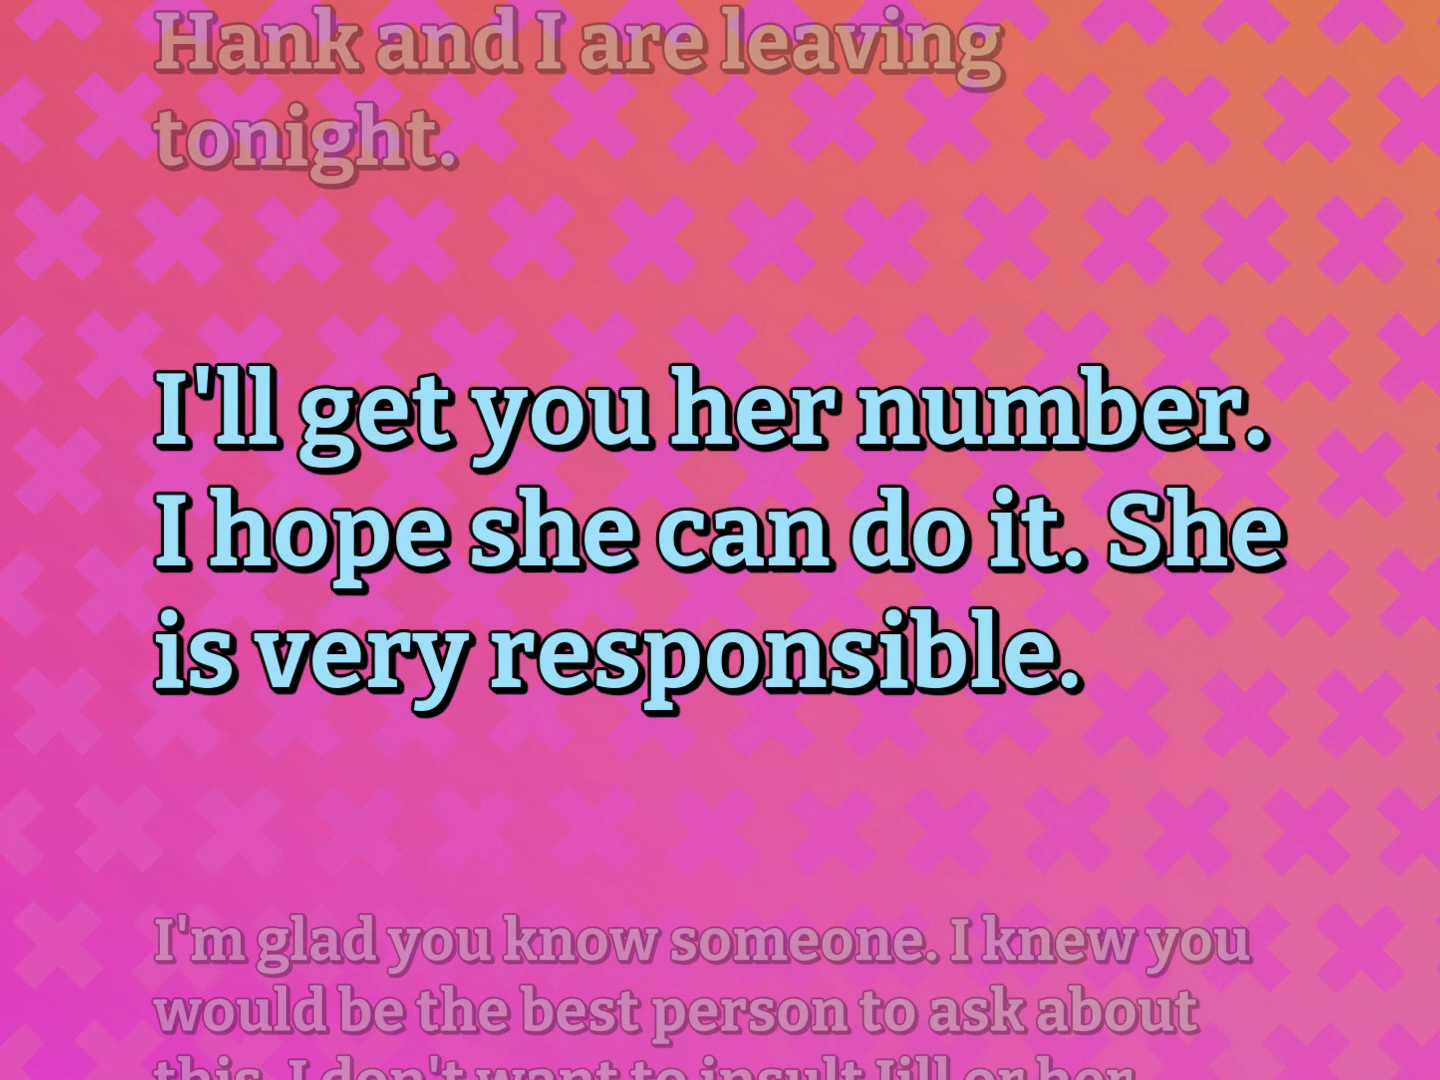 Hank and I are leaving
tonight.
I'll get you her number.
I hope she can do it. She
is very responsible.
I'm glad you know someone. I knew you
would be the best person to ask about
this. I don't want to insult Jill or her